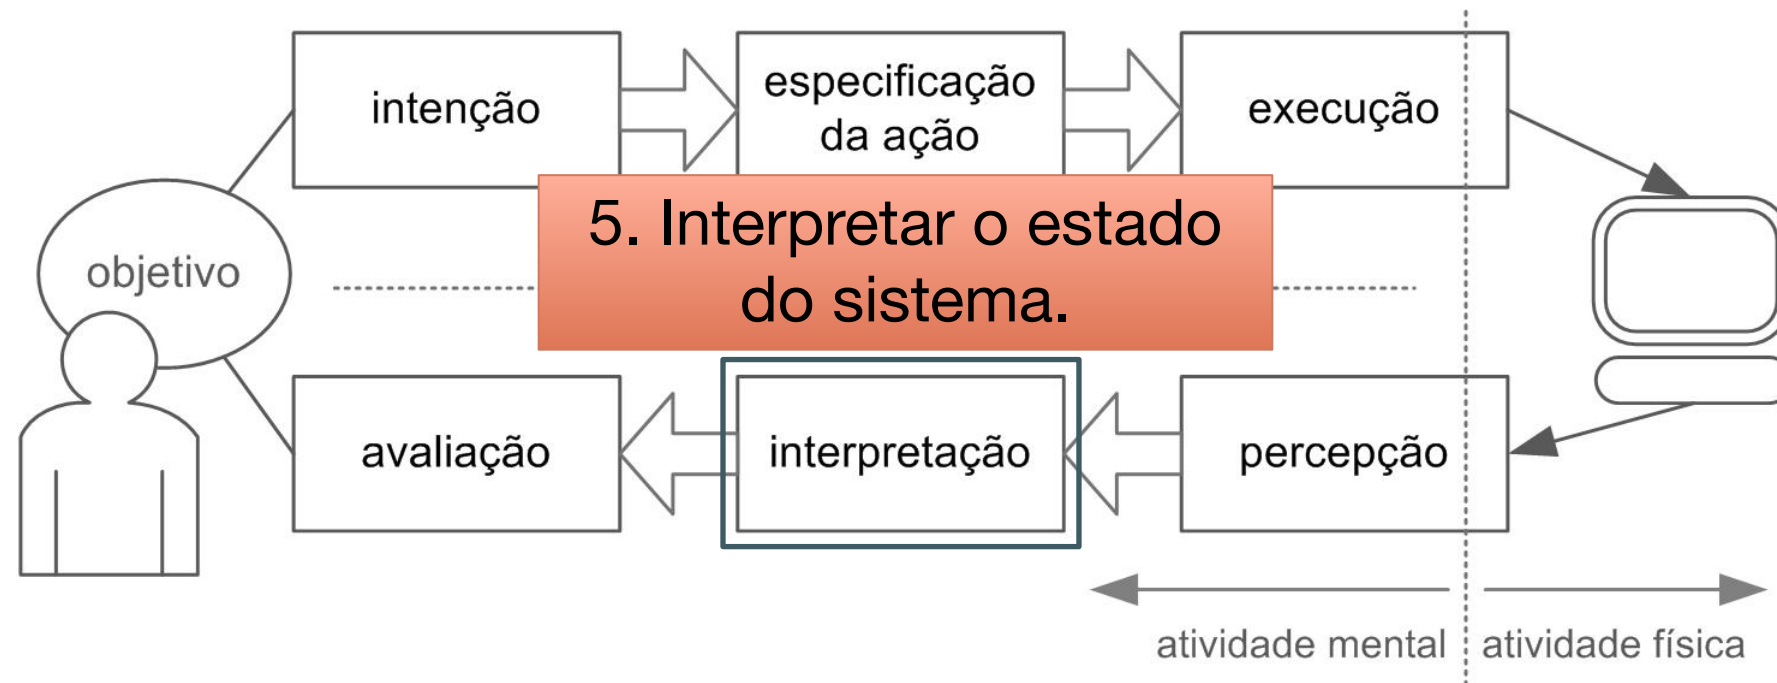 intenção
especificação
da ação
execução
objetivo
5. Interpretar o estado
do sistema.
avaliação
interpretação
percepção
atividade mental
atividade física